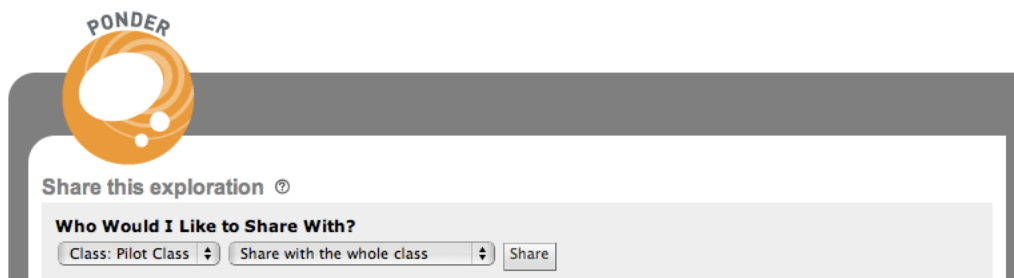 PONDER
Share this exploration ?
Who Would I Like to Share With?
Class: Pilot Class Share with the whole class Share